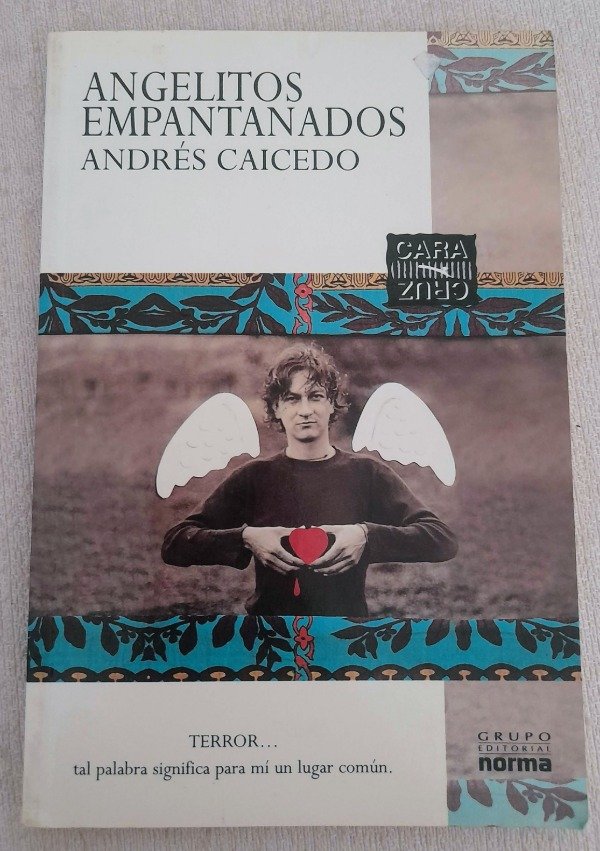 ANGELITOS
EMPANTANADOS
ANDRÉS CAICEDO
CARA
CRUZ
TERROR...
tal palabra significa para mí un lugar común.
GRUPO
EDITORIAL
norma